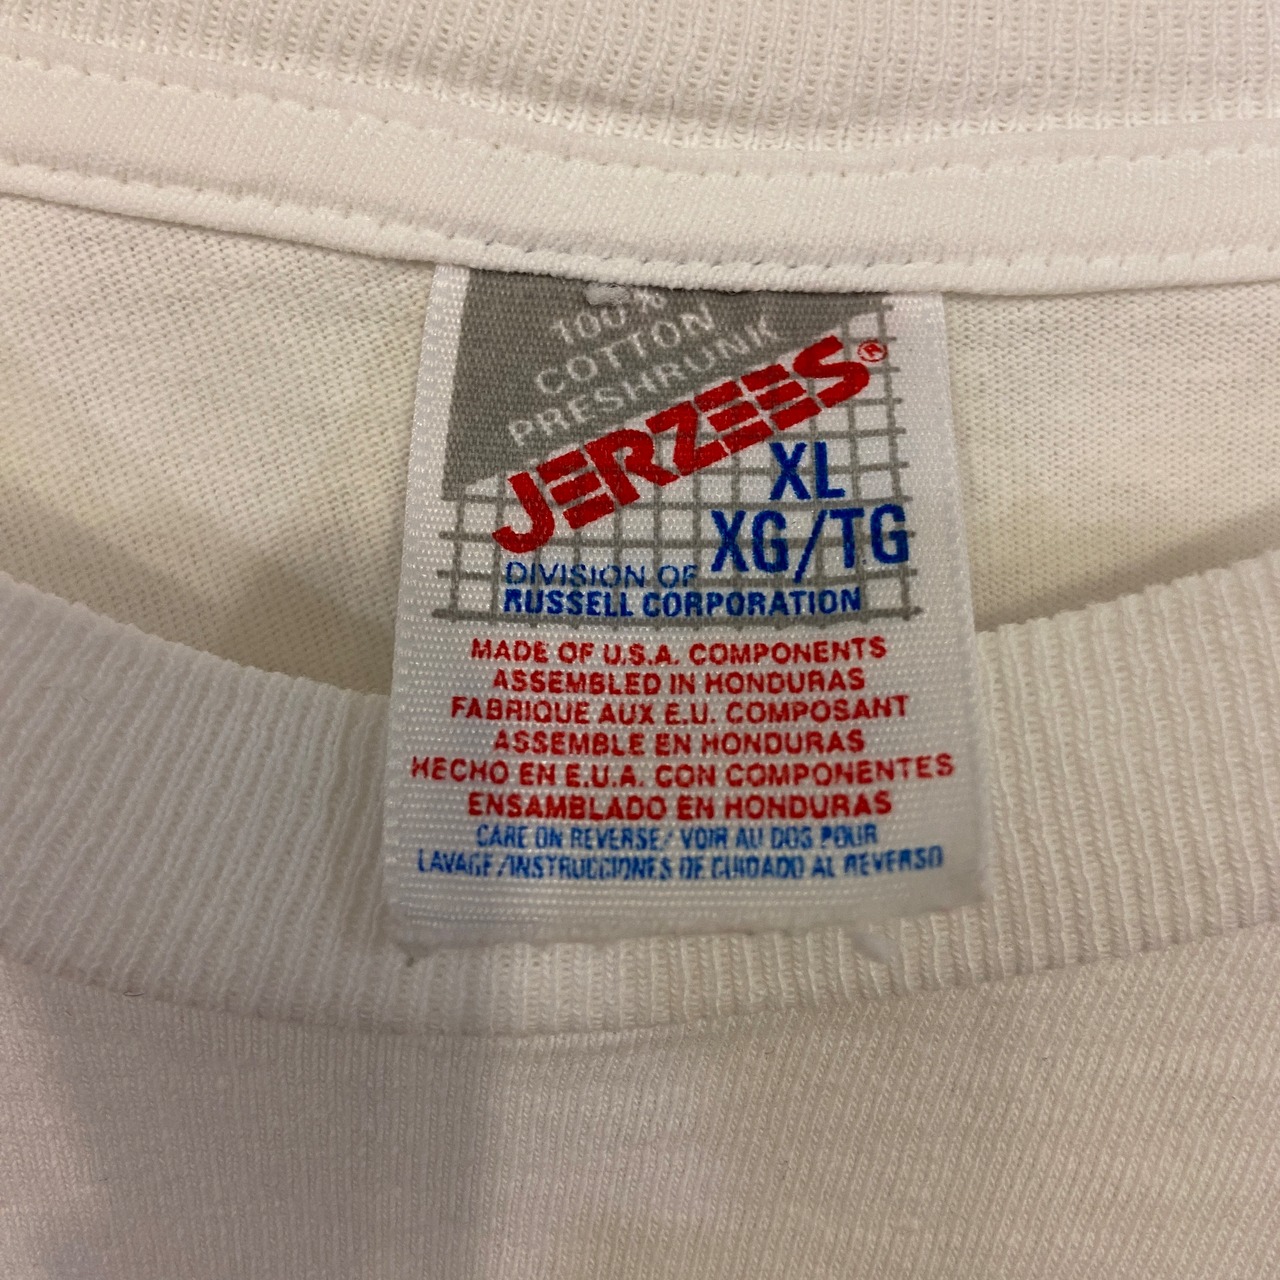 100%
COTTON
PRESHRUNK
JERZEES®
XL
XG/TG
DIVISION OF
RUSSELL CORPORATION
MADE OF U.S.A. COMPONENTS
ASSEMBLED IN HONDURAS
FABRIQUE AUX E.U. COMPOSANT
ASSEMBLE EN HONDURAS
HECHO EN E.U.A. CON COMPONENTES
ENSAMBLADO EN HONDURAS
CARE ON REVERSE/VOIR AU DOS POUR
LAVAGE/INSTRUCCIONES DE CUIDADO AL REVERSO